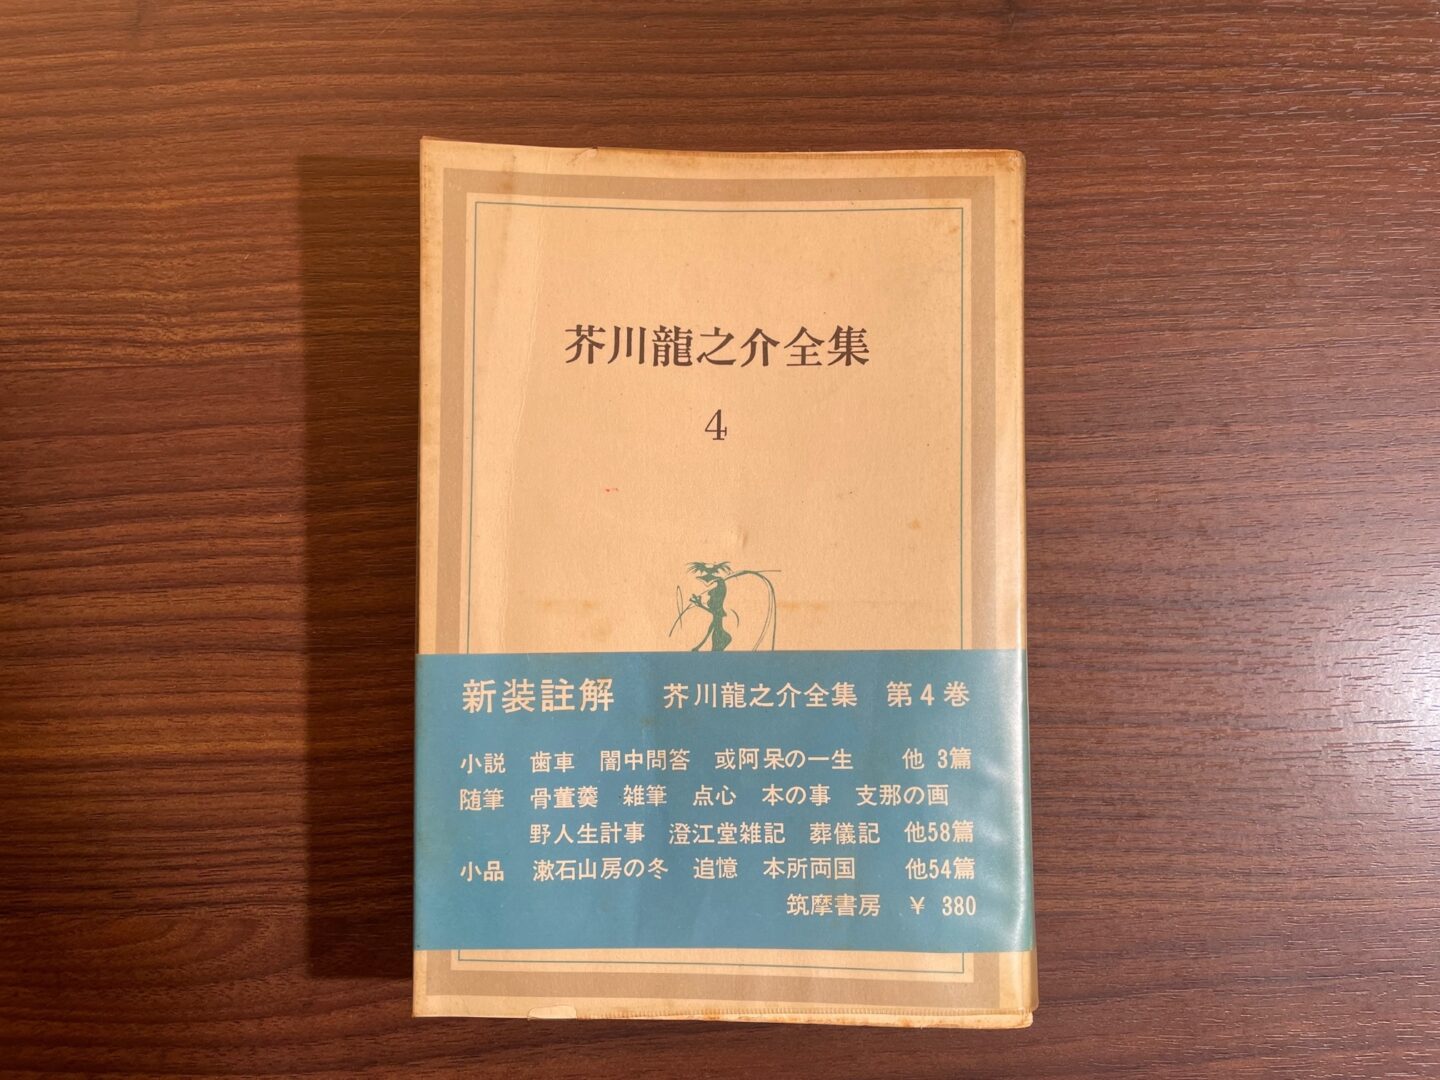 芥川龍之介全集
4
新装註解　芥川龍之介全集　第4巻
小説　歯車　闇中問答　或阿呆の一生　他 3篇
随筆　骨董羹　雑筆　点心　本の事　支那の画
野人生計事　澄江堂雑記　葬儀記　他58篇
小品　漱石山房の冬　追憶　本所両国　他54篇
筑摩書房　¥ 380